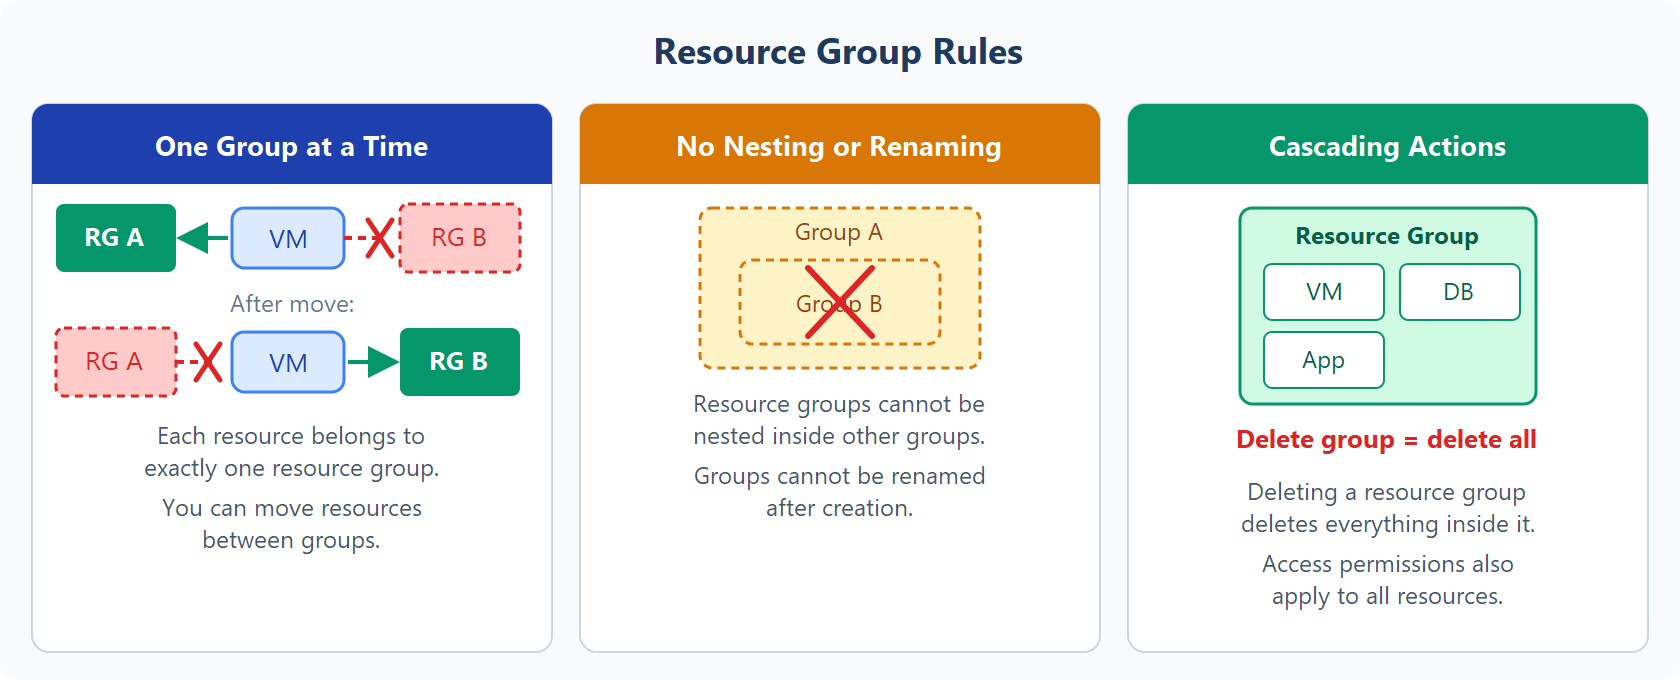 Resource Group Rules
One Group at a Time
RG A
VM
RG B
After move:
RG A
VM
RG B
Each resource belongs to
exactly one resource group.
You can move resources
between groups.
No Nesting or Renaming
Group A
Group B
Resource groups cannot be
nested inside other groups.
Groups cannot be renamed
after creation.
Cascading Actions
Resource Group
VM
DB
App
Delete group = delete all
Deleting a resource group
deletes everything inside it.
Access permissions also
apply to all resources.